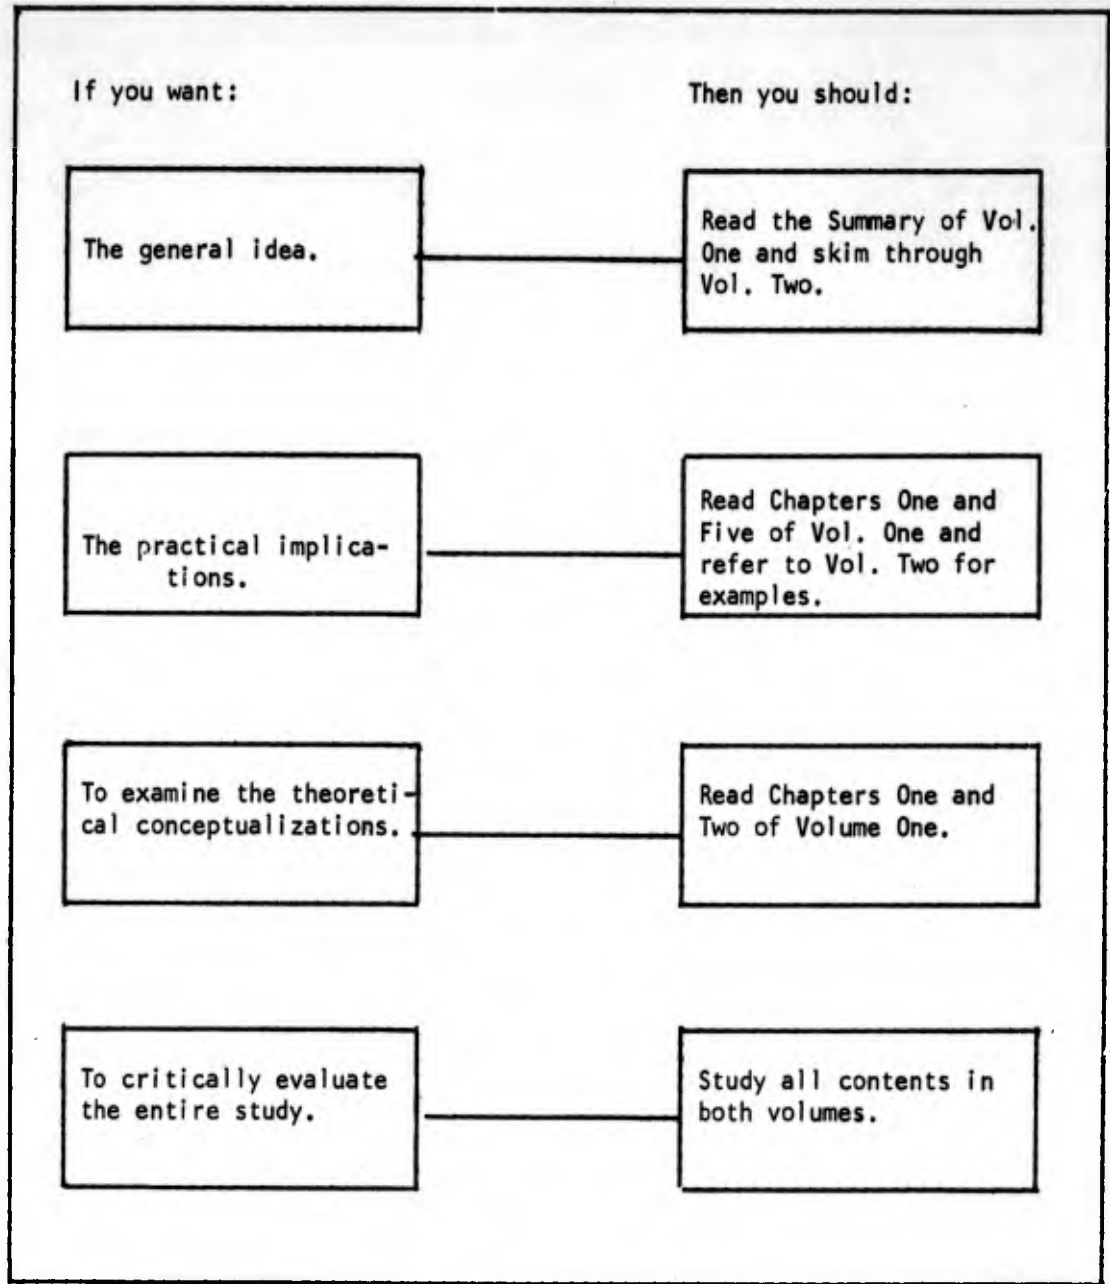 If you want:
Then you should:
The general idea.
Read the Summary of Vol.
One and skim through
Vol. Two.
The practical implica-
tions.
Read Chapters One and
Five of Vol. One and
refer to Vol. Two for
examples.
To examine the theoreti-
cal conceptualizations.
Read Chapters One and
Two of Volume One.
To critically evaluate
the entire study.
Study all contents in
both volumes.